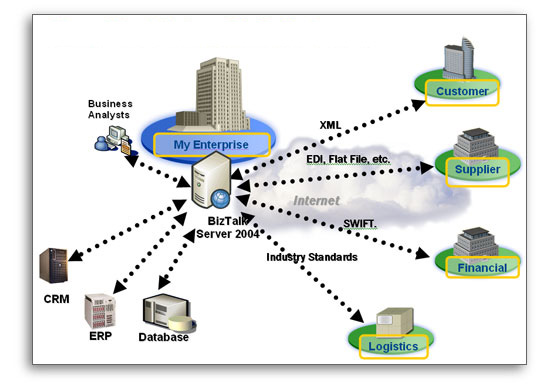 Customer
Business
Analysts
XML
My Enterprise
EDI, Flat File, etc.
Supplier
Internet
BizTalk
Server 2004
SWIFT.
Industry Standards
Financial
CRM
ERP
Database
Logistics